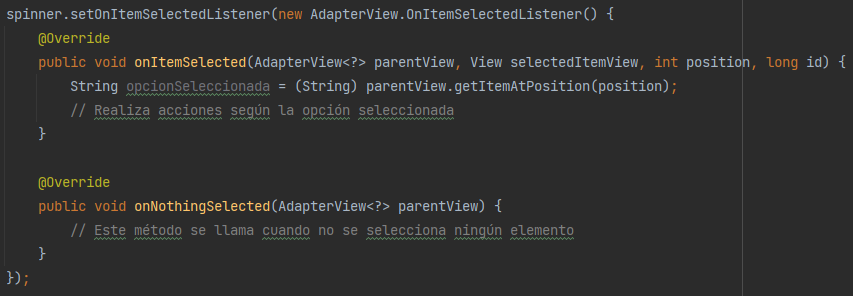 spinner.setOnItemSelectedListener(new AdapterView.OnItemSelectedListener() {
    @Override
    public void onItemSelected(AdapterView<?> parentView, View selectedItemView, int position, long id) {
        String opcionSeleccionada = (String) parentView.getItemAtPosition(position);
        // Realiza acciones según la opción seleccionada
    }

    @Override
    public void onNothingSelected(AdapterView<?> parentView) {
        // Este método se llama cuando no se selecciona ningún elemento
    }
});